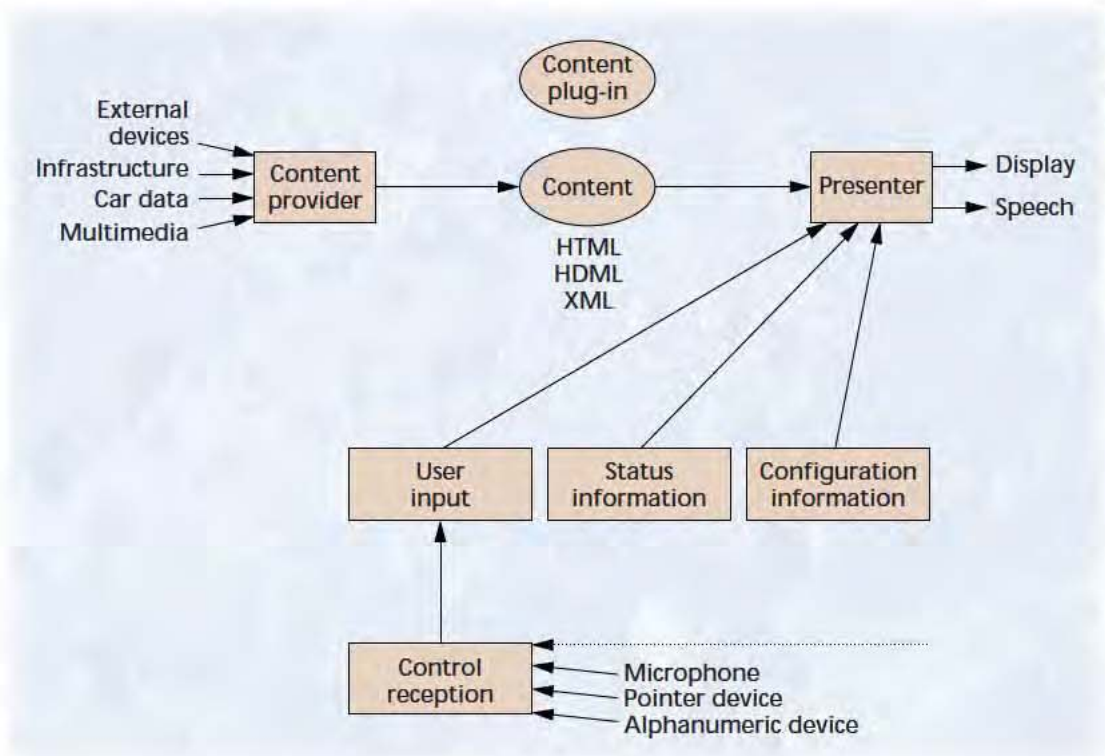 Content
plug-in
External
devices
Infrastructure
Car data
Multimedia
Content
provider
Content
HTML
HDML
XML
Presenter
Display
Speech
User
input
Status
information
Configuration
information
Control
reception
Microphone
Pointer device
Alphanumeric device